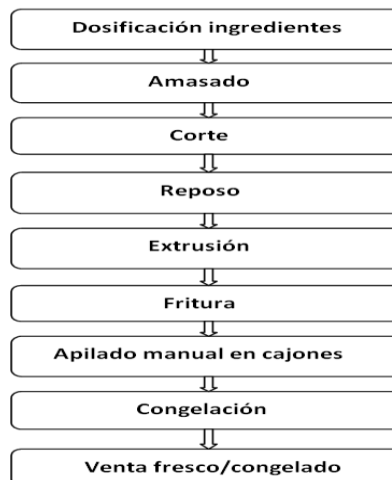 Dosificación ingredientes
Amasado
Corte
Reposo
Extrusión
Fritura
Apilado manual en cajones
Congelación
Venta fresco/congelado